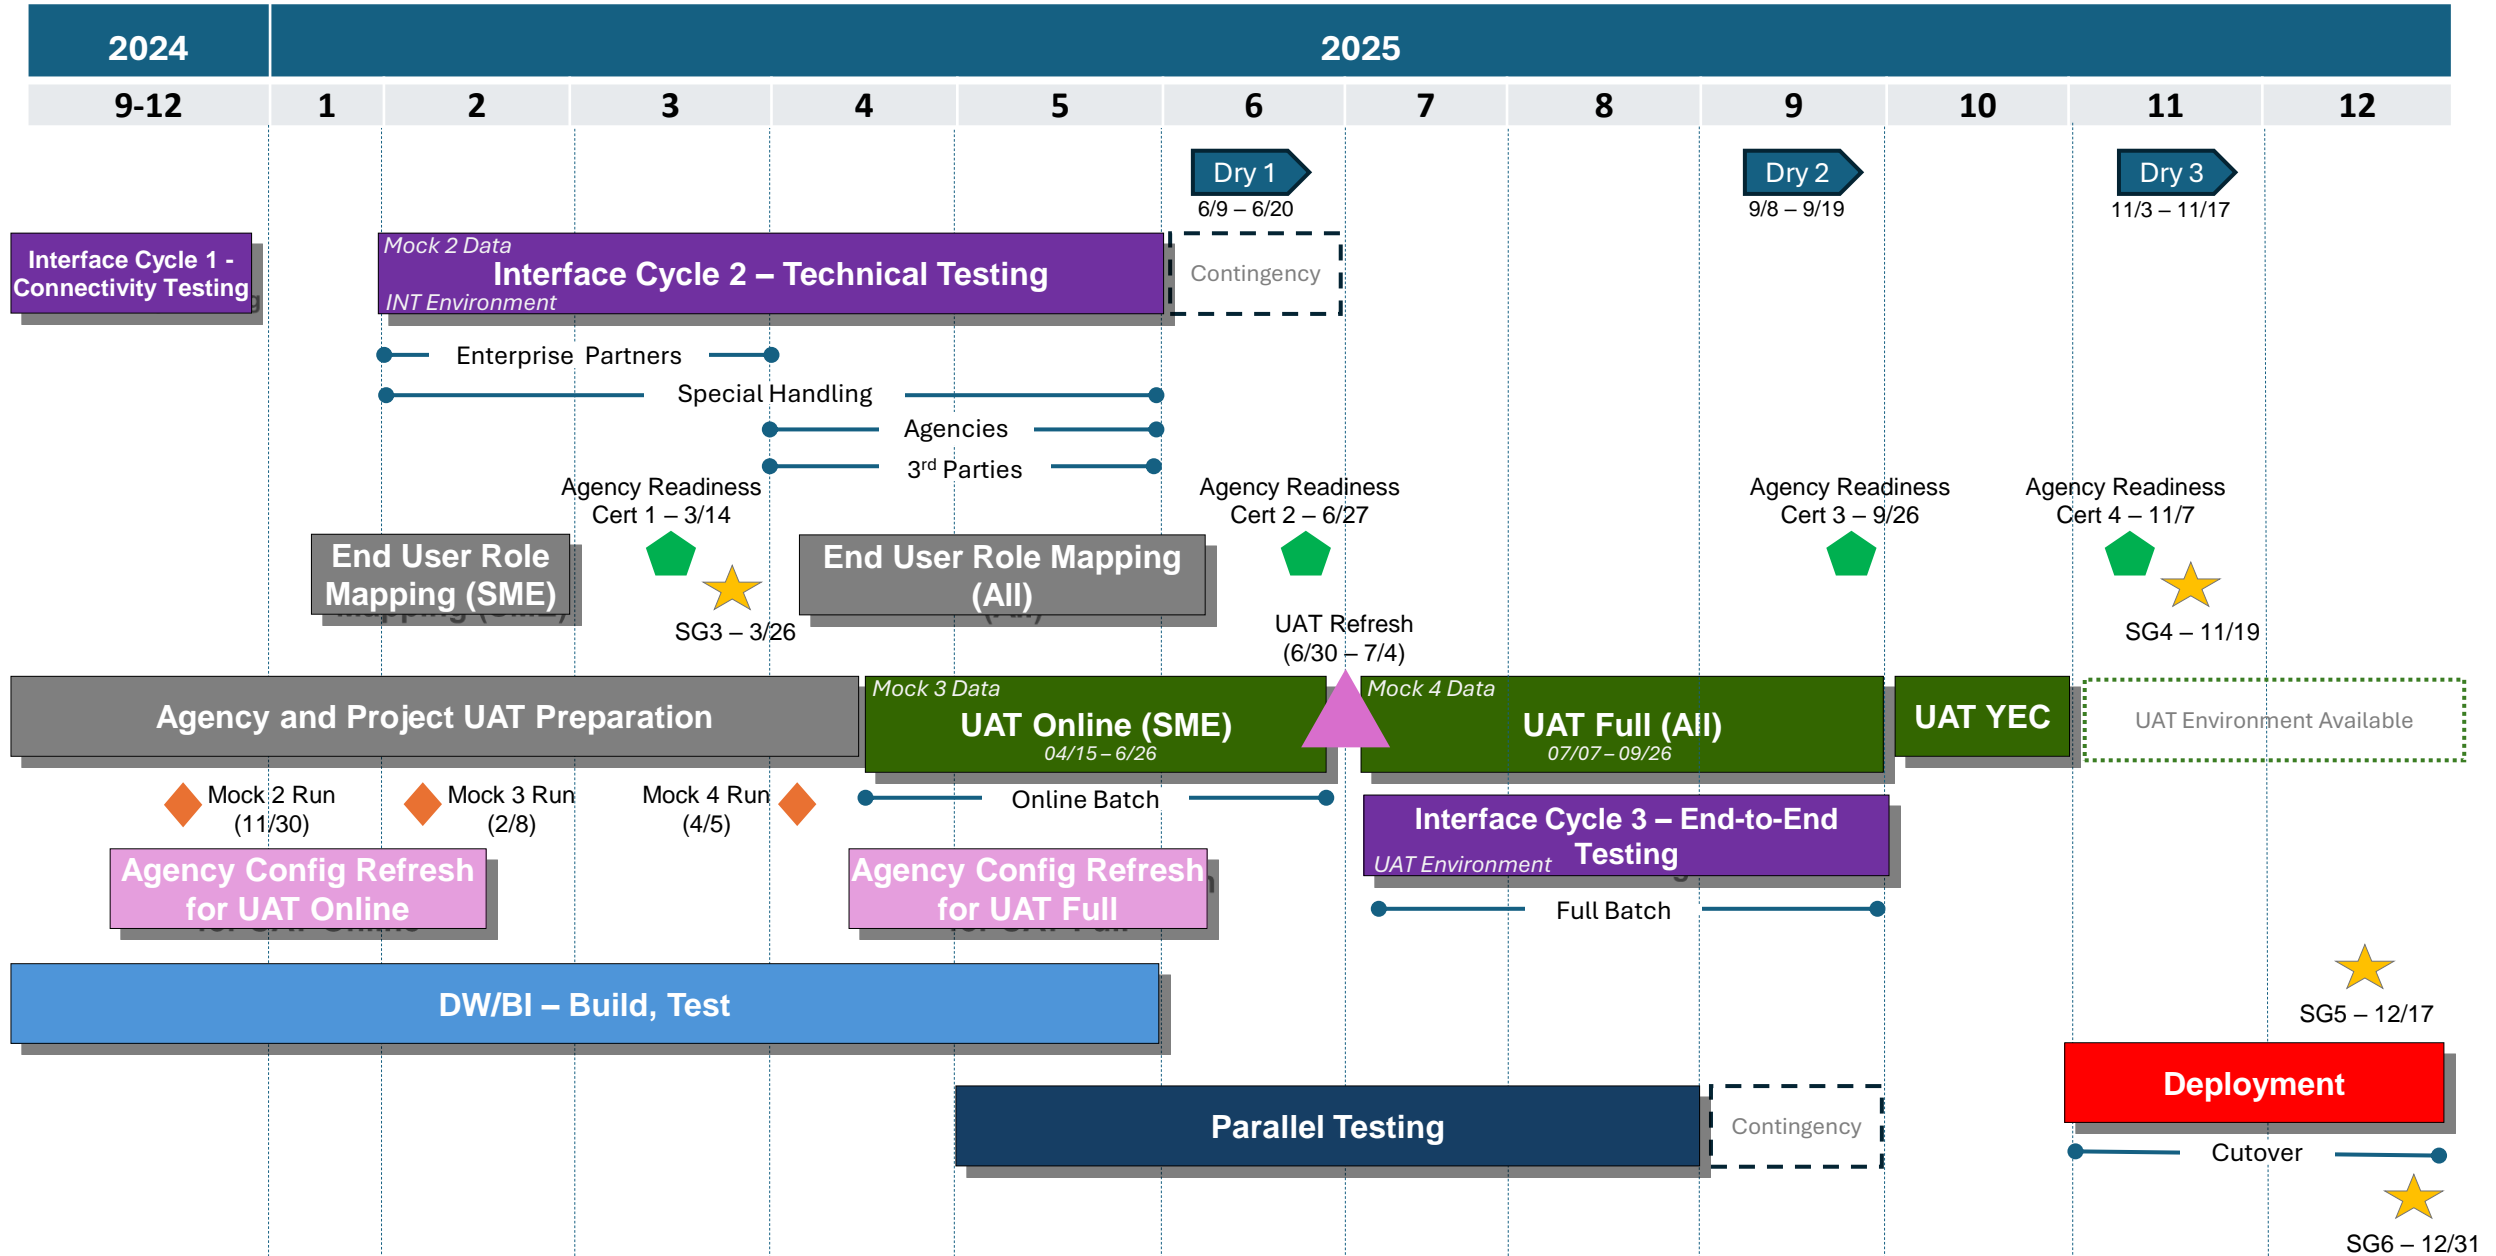 2024
2025
9-12
1
2
3
4
5
6
7
8
9
10
11
12
Dry 1
6/9 – 6/20
Dry 2
9/8 – 9/19
Dry 3
11/3 – 11/17
Interface Cycle 1 -
Connectivity Testing
Mock 2 Data
Interface Cycle 2 – Technical Testing
INT Environment
Contingency
Enterprise Partners
Special Handling
Agencies
3rd Parties
Agency Readiness
Cert 1 – 3/14
Agency Readiness
Cert 2 – 6/27
Agency Readiness
Cert 3 – 9/26
Agency Readiness
Cert 4 – 11/7
End User Role
Mapping (SME)
SG3 – 3/26
End User Role Mapping
(All)
UAT Refresh
(6/30 – 7/4)
SG4 – 11/19
Agency and Project UAT Preparation
Mock 3 Data
UAT Online (SME)
04/15 – 6/26
Mock 4 Data
UAT Full (All)
07/07 – 09/26
UAT YEC
UAT Environment Available
Mock 2 Run
(11/30)
Mock 3 Run
(2/8)
Mock 4 Run
(4/5)
Online Batch
Interface Cycle 3 – End-to-End
Testing
UAT Environment
Agency Config Refresh
for UAT Online
Agency Config Refresh
for UAT Full
Full Batch
DW/BI – Build, Test
SG5 – 12/17
Deployment
Parallel Testing
Contingency
Cutover
SG6 – 12/31